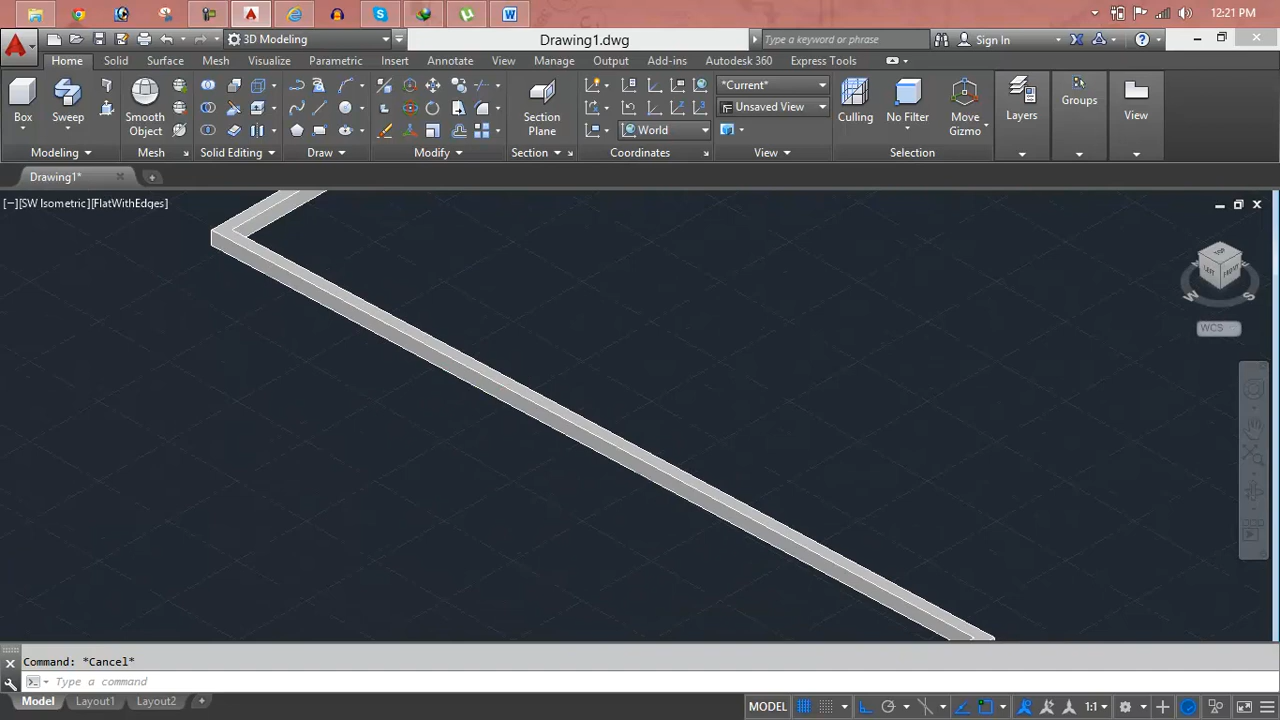 12:21 PM
3D Modeling
Drawing1.dwg
Type a keyword or phrase
Sign In
Home Solid Surface Mesh Visualize Parametric Insert Annotate View Manage Output Add-ins Autodesk 360 Express Tools
Box
Sweep
Smooth Object
Section Plane
World
*Current*
Unsaved View
Culling
No Filter
Move Gizmo
Layers
Groups
View
Modeling
Mesh
Solid Editing
Draw
Modify
Section
Coordinates
View
Selection
Drawing1*
[−][SW Isometric][FlatWithEdges]
TOP
LEFT
FRONT
W
S
WCS
Command: *Cancel*
Type a command
Model Layout1 Layout2
MODEL
1:1